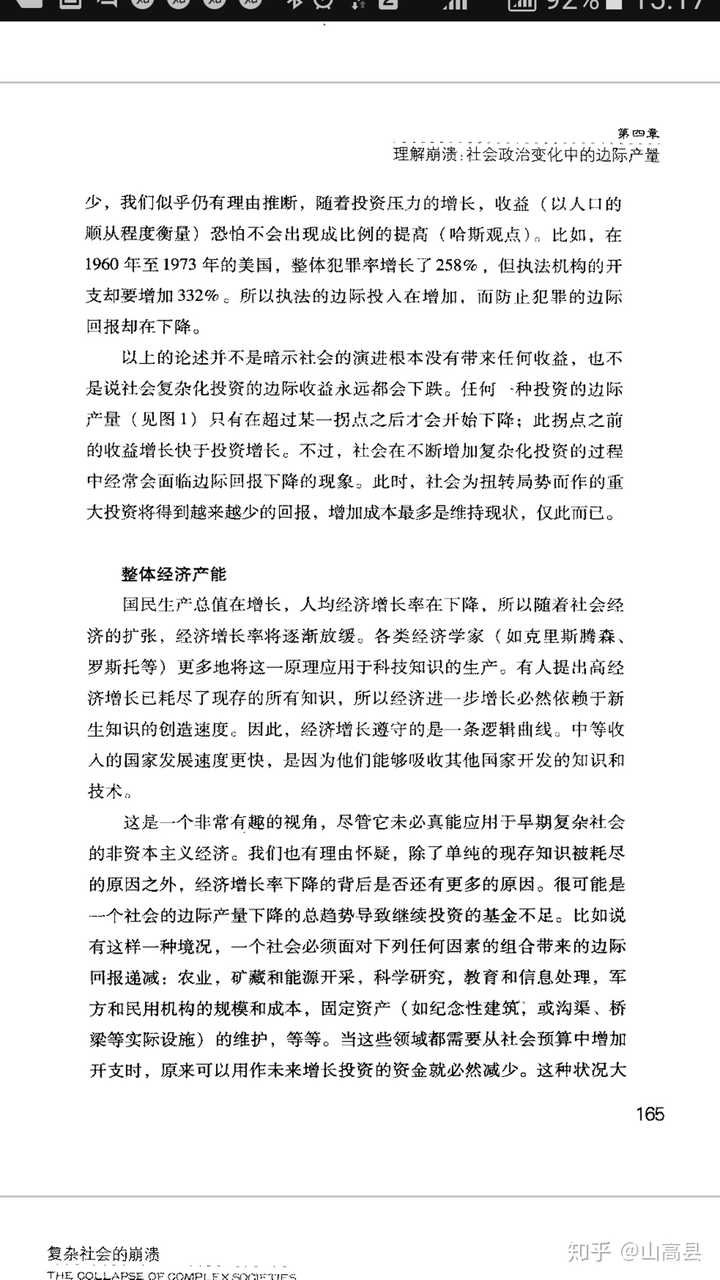 92% 15:17
第四章
理解崩溃:社会政治变化中的边际产量
少，我们似乎仍有理由推断，随着投资压力的增长，收益（以人口的
顺从程度衡量）恐怕不会出现成比例的提高（哈斯观点）。比如，在
1960 年至 1973 年的美国，整体犯罪率增长了 258%，但执法机构的开
支却要增加 332%。所以执法的边际投入在增加，而防止犯罪的边际
回报却在下降。
以上的论述并不是暗示社会的演进根本没有带来任何收益，也不
是说社会复杂化投资的边际收益永远都会下跌。任何一种投资的边际
产量（见图 1）只有在超过某一拐点之后才会开始下降；此拐点之前
的收益增长快于投资增长。不过，社会在不断增加复杂化投资的过程
中经常会面临边际回报下降的现象。此时，社会为扭转局势而作的重
大投资将得到越来越少的回报，增加成本最多是维持现状，仅此而已。
整体经济产能
国民生产总值在增长，人均经济增长率在下降，所以随着社会经
济的扩张，经济增长率将逐渐放缓。各类经济学家（如克里斯腾森、
罗斯托等）更多地将这一原理应用于科技知识的生产。有人提出高经
济增长已耗尽了现存的所有知识，所以经济进一步增长必然依赖于新
生知识的创造速度。因此，经济增长遵守的是一条逻辑曲线。中等收
入的国家发展速度更快，是因为他们能够吸收其他国家开发的知识和
技术。
这是一个非常有趣的视角，尽管它未必真能应用于早期复杂社会
的非资本主义经济。我们也有理由怀疑，除了单纯的现存知识被耗尽
的原因之外，经济增长率下降的背后是否还有更多的原因。很可能是
一个社会的边际产量下降的总趋势导致继续投资的基金不足。比如说
有这样一种境况，一个社会必须面对下列任何因素的组合带来的边际
回报递减：农业，矿藏和能源开采，科学研究，教育和信息处理，军
方和民用机构的规模和成本，固定资产（如纪念性建筑，或沟渠、桥
梁等实际设施）的维护，等等。当这些领域都需要从社会预算中增加
开支时，原来可以用作未来增长投资的资金就必然减少。这种状况大
165
复杂社会的崩溃
THE COLLAPSE OF COMPLEX SOCIETIES
知乎 @山高县